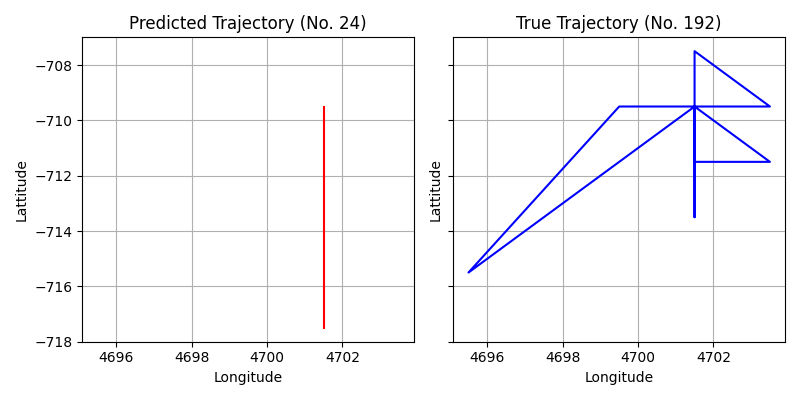 Predicted Trajectory (No. 24)
True Trajectory (No. 192)
−708
−710
−712
−714
−716
−718
Lattitude
Lattitude
4696
4698
4700
4702
4696
4698
4700
4702
Longitude
Longitude